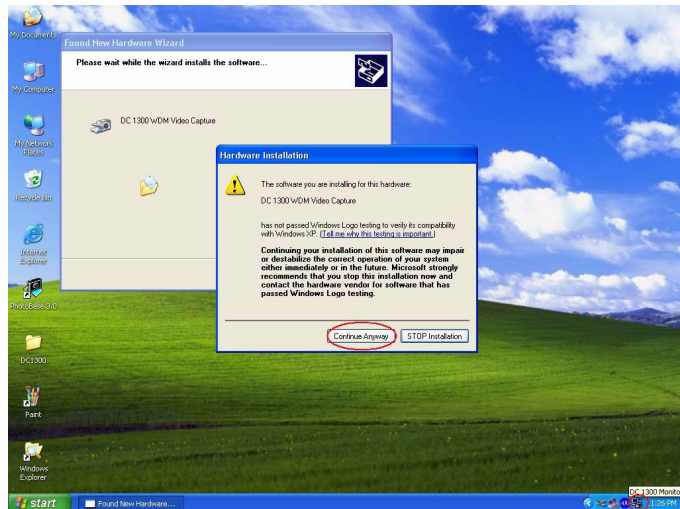 My Documents
My Computer
My Network
Places
Recycle Bin
Internet
Explorer
PhotoBase 3.0
DC1300
Paint
Windows
Explorer
Found New Hardware Wizard
Please wait while the wizard installs the software...
DC 1300 WDM Video Capture
Hardware Installation
The software you are installing for this hardware:
DC 1300 WDM Video Capture
has not passed Windows Logo testing to verify its compatibility
with Windows XP. (Tell me why this testing is important.)
Continuing your installation of this software may impair
or destabilize the correct operation of your system
either immediately or in the future. Microsoft strongly
recommends that you stop this installation now and
contact the hardware vendor for software that has
passed Windows Logo testing.
Continue Anyway
STOP Installation
DC 1300 Monito
start
Found New Hardware...
1:26 PM